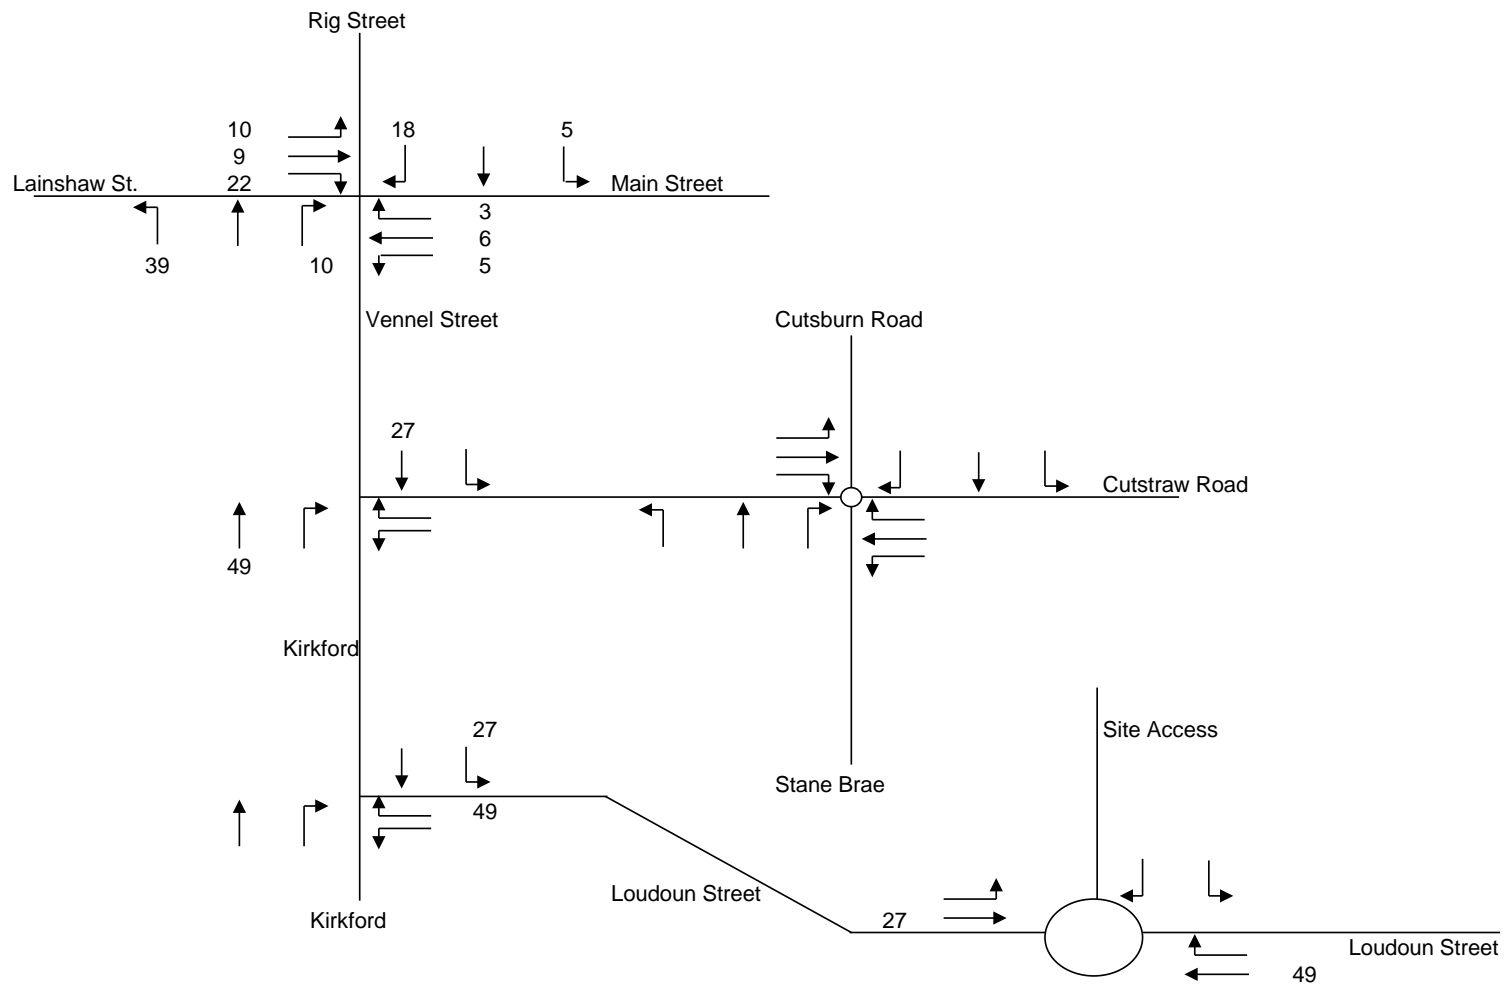 Rig Street
10 18 5
9
Lainshaw St. 22 Main Street
3
6
39 10 5
Vennel Street Cutsburn Road
27
Cutstraw Road
49
Kirkford
27 Site Access
Stane Brae
49
Loudoun Street
Kirkford 27
Loudoun Street
49